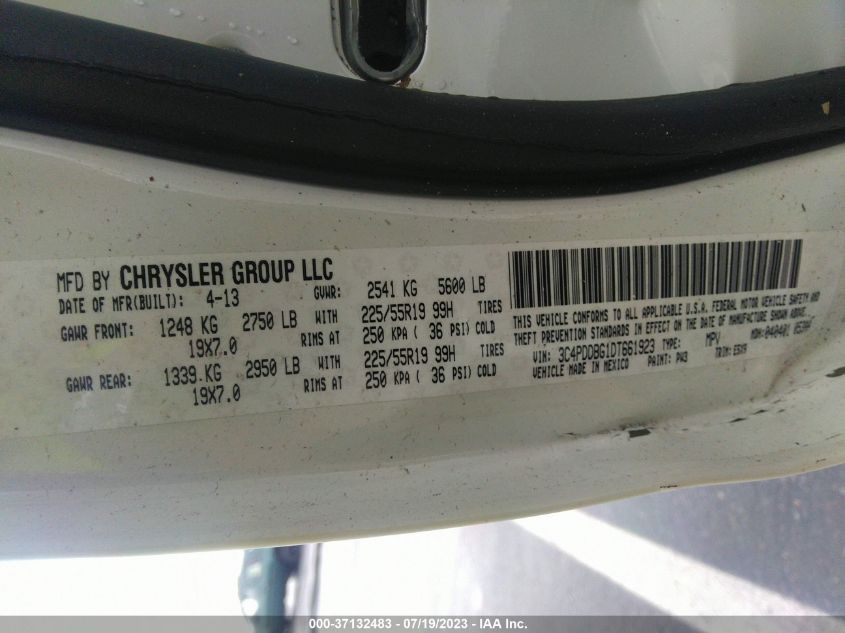 MFD BY CHRYSLER GROUP LLC
DATE OF MFR(BUILT): 4-13 GVWR: 2541 KG 5600 LB
GAWR FRONT: 1248 KG 2750 LB WITH 225/55R19 99H TIRES
19X7.0 RIMS AT 250 KPA ( 36 PSI) COLD
GAWR REAR: 1339.KG 2950 LB WITH 225/55R19 99H TIRES
19X7.0 RIMS AT 250 KPA ( 36 PSI) COLD
THIS VEHICLE CONFORMS TO ALL APPLICABLE U.S.A. FEDERAL MOTOR VEHICLE SAFETY AND
THEFT PREVENTION STANDARDS IN EFFECT ON THE DATE OF MANUFACTURE SHOWN ABOVE.
VIN: 3C4PDDBG1DT661923 TYPE: MPV MDH: 040401
VEHICLE MADE IN MEXICO PAINT: PW3 TRIM:
000-37132483 - 07/19/2023 - IAA Inc.